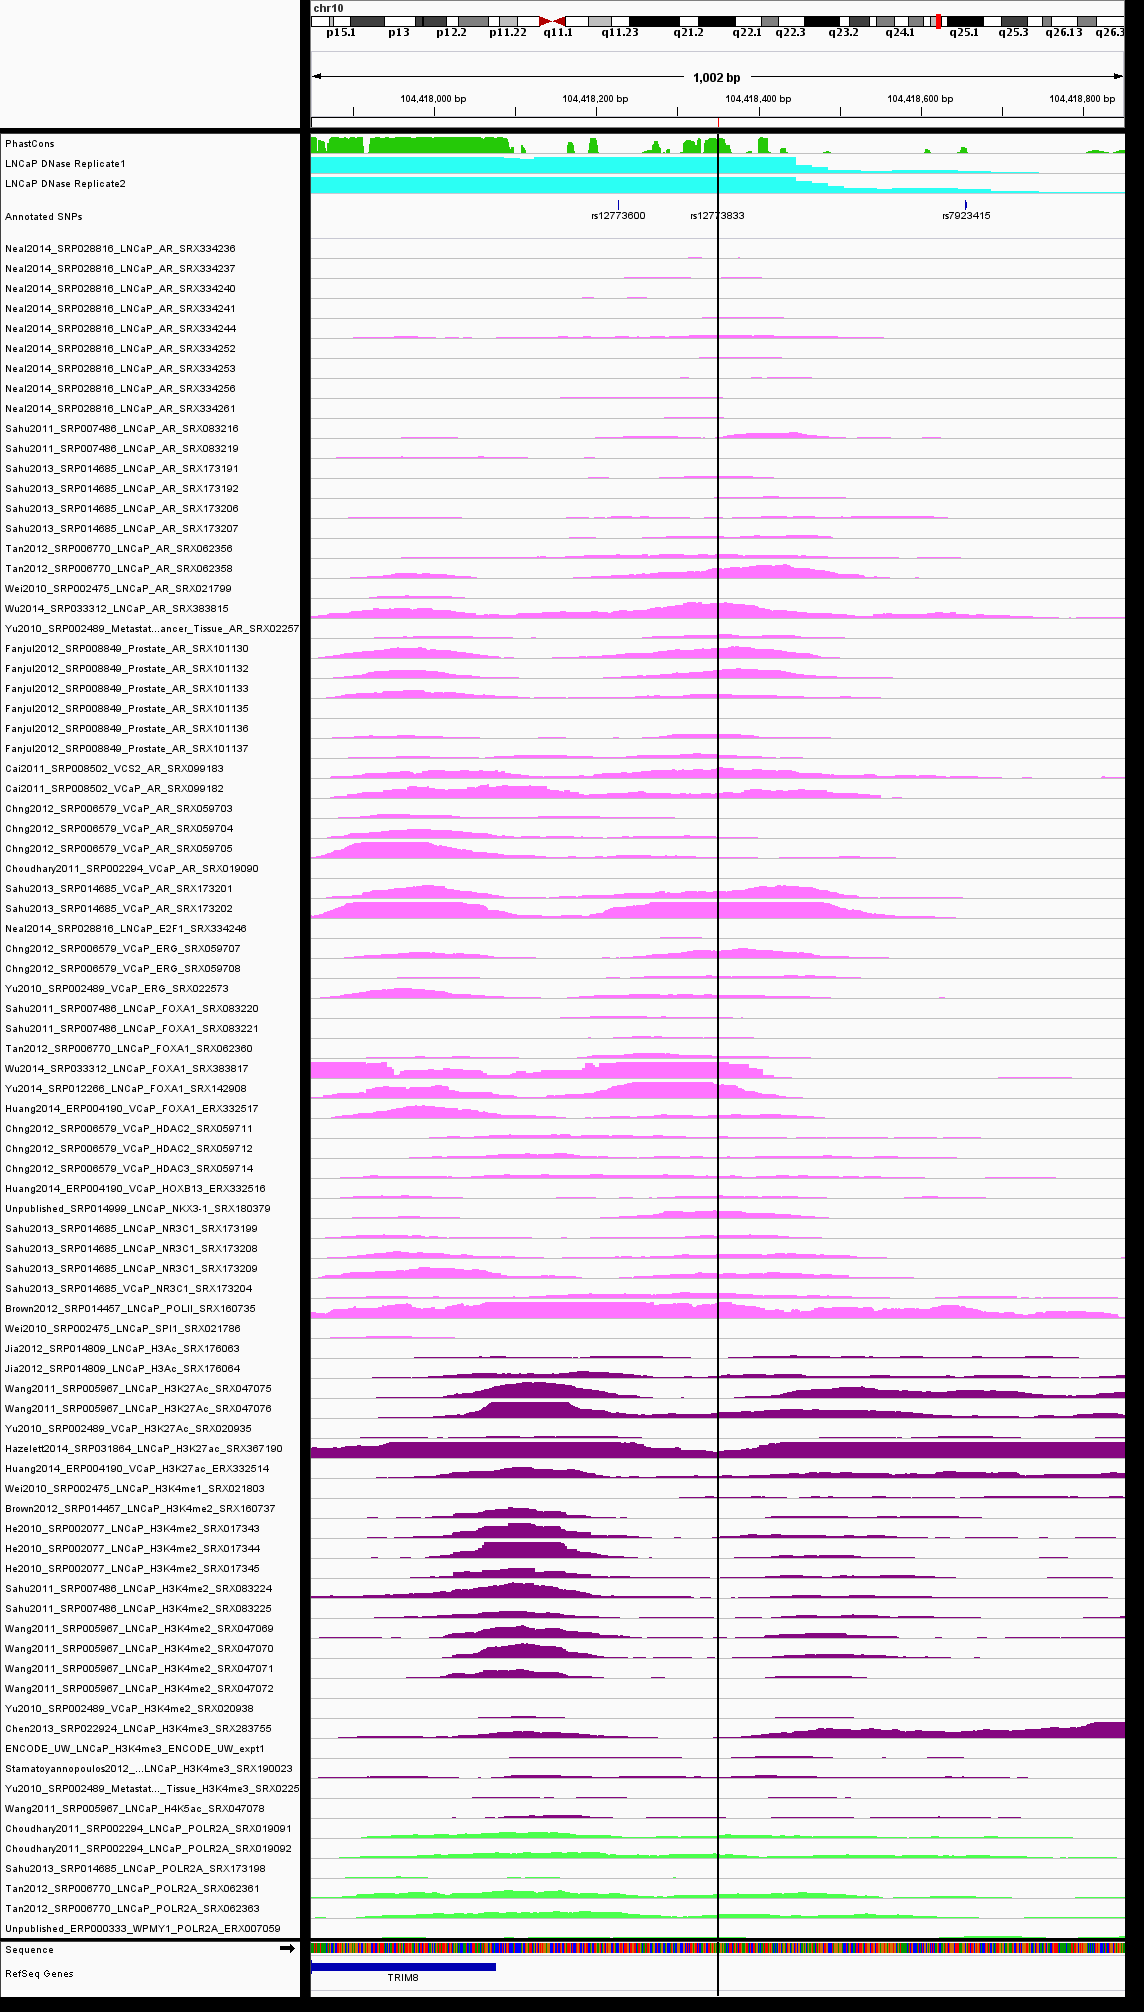 chr10
p15.1 p13 p12.2 p11.22 q11.1 q11.23 q21.2 q22.1 q22.3 q23.2 q24.1 q25.1 q25.3 q26.13 q26.3
1,002 bp
104,418,000 bp 104,418,200 bp 104,418,400 bp 104,418,600 bp 104,418,800 bp
PhastCons
LNCaP DNase Replicate1
LNCaP DNase Replicate2
Annotated SNPs
rs12773600 rs12773833 rs7923415
Neal2014_SRP028816_LNCaP_AR_SRX334236
Neal2014_SRP028816_LNCaP_AR_SRX334237
Neal2014_SRP028816_LNCaP_AR_SRX334240
Neal2014_SRP028816_LNCaP_AR_SRX334241
Neal2014_SRP028816_LNCaP_AR_SRX334244
Neal2014_SRP028816_LNCaP_AR_SRX334252
Neal2014_SRP028816_LNCaP_AR_SRX334253
Neal2014_SRP028816_LNCaP_AR_SRX334256
Neal2014_SRP028816_LNCaP_AR_SRX334261
Sahu2011_SRP007486_LNCaP_AR_SRX083216
Sahu2011_SRP007486_LNCaP_AR_SRX083219
Sahu2013_SRP014685_LNCaP_AR_SRX173191
Sahu2013_SRP014685_LNCaP_AR_SRX173192
Sahu2013_SRP014685_LNCaP_AR_SRX173206
Sahu2013_SRP014685_LNCaP_AR_SRX173207
Tan2012_SRP006770_LNCaP_AR_SRX062356
Tan2012_SRP006770_LNCaP_AR_SRX062358
Wei2010_SRP002475_LNCaP_AR_SRX021799
Wu2014_SRP033312_LNCaP_AR_SRX383815
Yu2010_SRP002489_Metastat...ancer_Tissue_AR_SRX02257
Fanjul2012_SRP008849_Prostate_AR_SRX101130
Fanjul2012_SRP008849_Prostate_AR_SRX101132
Fanjul2012_SRP008849_Prostate_AR_SRX101133
Fanjul2012_SRP008849_Prostate_AR_SRX101135
Fanjul2012_SRP008849_Prostate_AR_SRX101136
Fanjul2012_SRP008849_Prostate_AR_SRX101137
Cai2011_SRP008502_VCS2_AR_SRX099183
Cai2011_SRP008502_VCaP_AR_SRX099182
Chng2012_SRP006579_VCaP_AR_SRX059703
Chng2012_SRP006579_VCaP_AR_SRX059704
Chng2012_SRP006579_VCaP_AR_SRX059705
Choudhary2011_SRP002294_VCaP_AR_SRX019090
Sahu2013_SRP014685_VCaP_AR_SRX173201
Sahu2013_SRP014685_VCaP_AR_SRX173202
Neal2014_SRP028816_LNCaP_E2F1_SRX334246
Chng2012_SRP006579_VCaP_ERG_SRX059707
Chng2012_SRP006579_VCaP_ERG_SRX059708
Yu2010_SRP002489_VCaP_ERG_SRX022573
Sahu2011_SRP007486_LNCaP_FOXA1_SRX083220
Sahu2011_SRP007486_LNCaP_FOXA1_SRX083221
Tan2012_SRP006770_LNCaP_FOXA1_SRX062360
Wu2014_SRP033312_LNCaP_FOXA1_SRX383817
Yu2014_SRP012266_LNCaP_FOXA1_SRX142908
Huang2014_ERP004190_VCaP_FOXA1_ERX332517
Chng2012_SRP006579_VCaP_HDAC2_SRX059711
Chng2012_SRP006579_VCaP_HDAC2_SRX059712
Chng2012_SRP006579_VCaP_HDAC3_SRX059714
Huang2014_ERP004190_VCaP_HOXB13_ERX332516
Unpublished_SRP014999_LNCaP_NKX3-1_SRX180379
Sahu2013_SRP014685_LNCaP_NR3C1_SRX173199
Sahu2013_SRP014685_LNCaP_NR3C1_SRX173208
Sahu2013_SRP014685_LNCaP_NR3C1_SRX173209
Sahu2013_SRP014685_VCaP_NR3C1_SRX173204
Brown2012_SRP014457_LNCaP_POLII_SRX160735
Wei2010_SRP002475_LNCaP_SPI1_SRX021786
Jia2012_SRP014809_LNCaP_H3Ac_SRX176063
Jia2012_SRP014809_LNCaP_H3Ac_SRX176064
Wang2011_SRP005967_LNCaP_H3K27Ac_SRX047075
Wang2011_SRP005967_LNCaP_H3K27Ac_SRX047076
Yu2010_SRP002489_VCaP_H3K27Ac_SRX020935
Hazelett2014_SRP031864_LNCaP_H3K27ac_SRX367190
Huang2014_ERP004190_VCaP_H3K27ac_ERX332514
Wei2010_SRP002475_LNCaP_H3K4me1_SRX021803
Brown2012_SRP014457_LNCaP_H3K4me2_SRX160737
He2010_SRP002077_LNCaP_H3K4me2_SRX017343
He2010_SRP002077_LNCaP_H3K4me2_SRX017344
He2010_SRP002077_LNCaP_H3K4me2_SRX017345
Sahu2011_SRP007486_LNCaP_H3K4me2_SRX083224
Sahu2011_SRP007486_LNCaP_H3K4me2_SRX083225
Wang2011_SRP005967_LNCaP_H3K4me2_SRX047069
Wang2011_SRP005967_LNCaP_H3K4me2_SRX047070
Wang2011_SRP005967_LNCaP_H3K4me2_SRX047071
Wang2011_SRP005967_LNCaP_H3K4me2_SRX047072
Yu2010_SRP002489_VCaP_H3K4me2_SRX020938
Chen2013_SRP022924_LNCaP_H3K4me3_SRX283755
ENCODE_UW_LNCaP_H3K4me3_ENCODE_UW_expt1
Stamatoyannopoulos2012_...LNCaP_H3K4me3_SRX190023
Yu2010_SRP002489_Metastat..._Tissue_H3K4me3_SRX0225
Wang2011_SRP005967_LNCaP_H4K5ac_SRX047078
Choudhary2011_SRP002294_LNCaP_POLR2A_SRX019091
Choudhary2011_SRP002294_LNCaP_POLR2A_SRX019092
Sahu2013_SRP014685_LNCaP_POLR2A_SRX173198
Tan2012_SRP006770_LNCaP_POLR2A_SRX062361
Tan2012_SRP006770_LNCaP_POLR2A_SRX062363
Unpublished_ERP000333_WPMY1_POLR2A_ERX007059
Sequence
RefSeq Genes
TRIM8